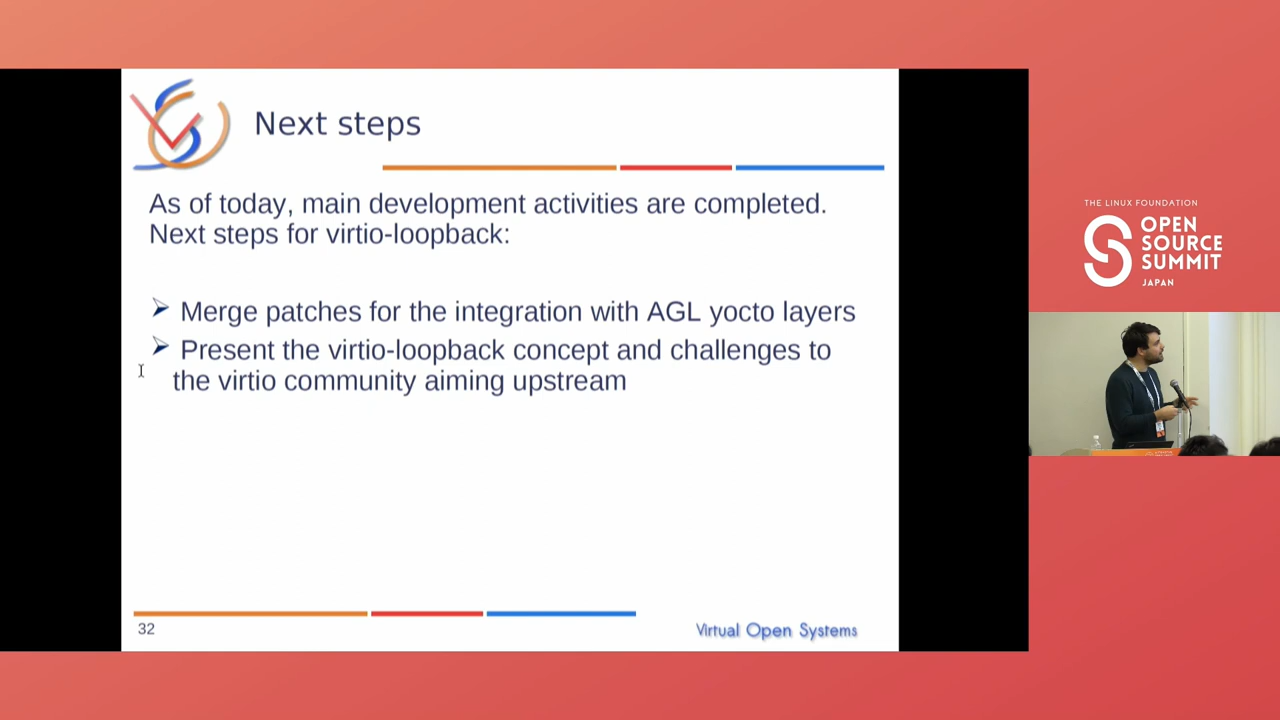 Next steps
As of today, main development activities are completed.
Next steps for virtio-loopback:
Merge patches for the integration with AGL yocto layers
Present the virtio-loopback concept and challenges to
the virtio community aiming upstream
32
Virtual Open Systems
THE LINUX FOUNDATION
OPEN
SOURCE
SUMMIT
JAPAN